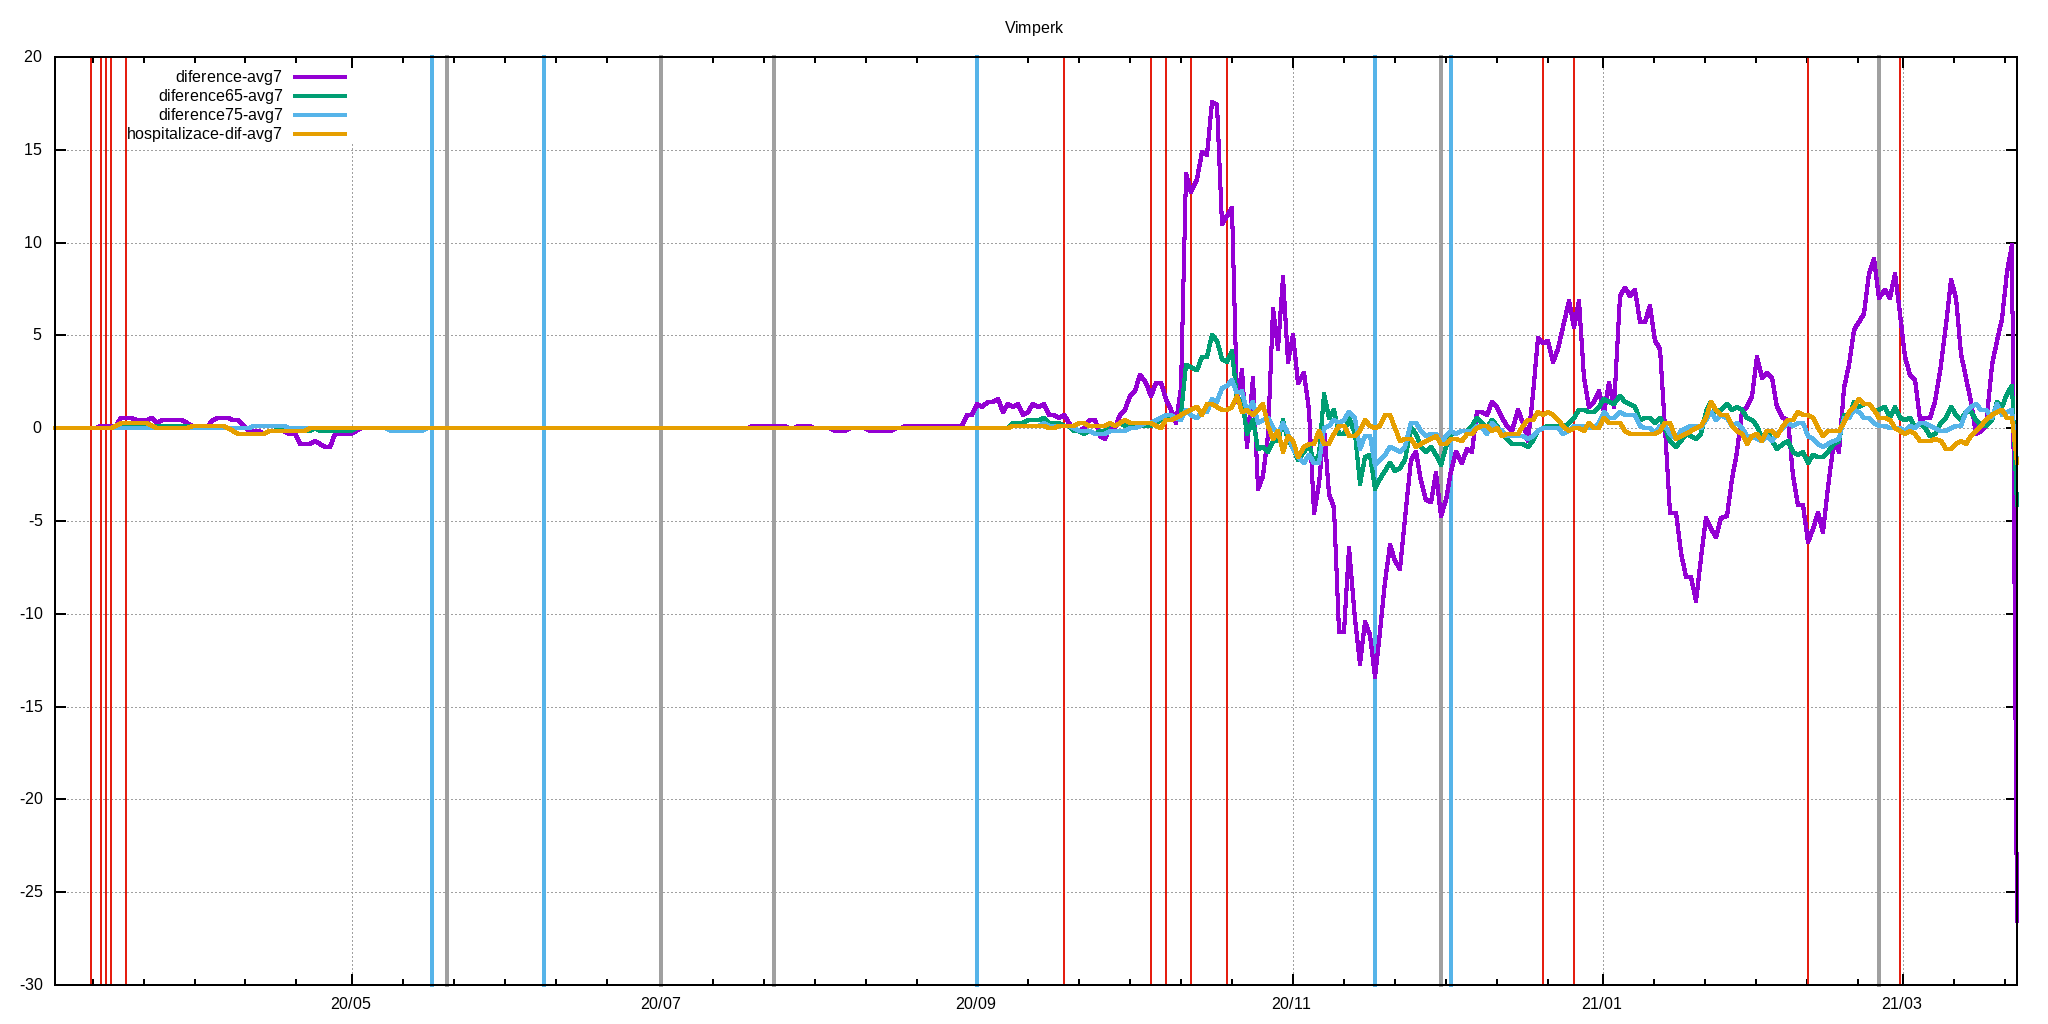 Vimperk
20
diference-avg7
diference65-avg7
diference75-avg7
hospitalizace-dif-avg7
15
10
5
0
-5
-10
-15
-20
-25
-30
20/05 20/07 20/09 20/11 21/01 21/03